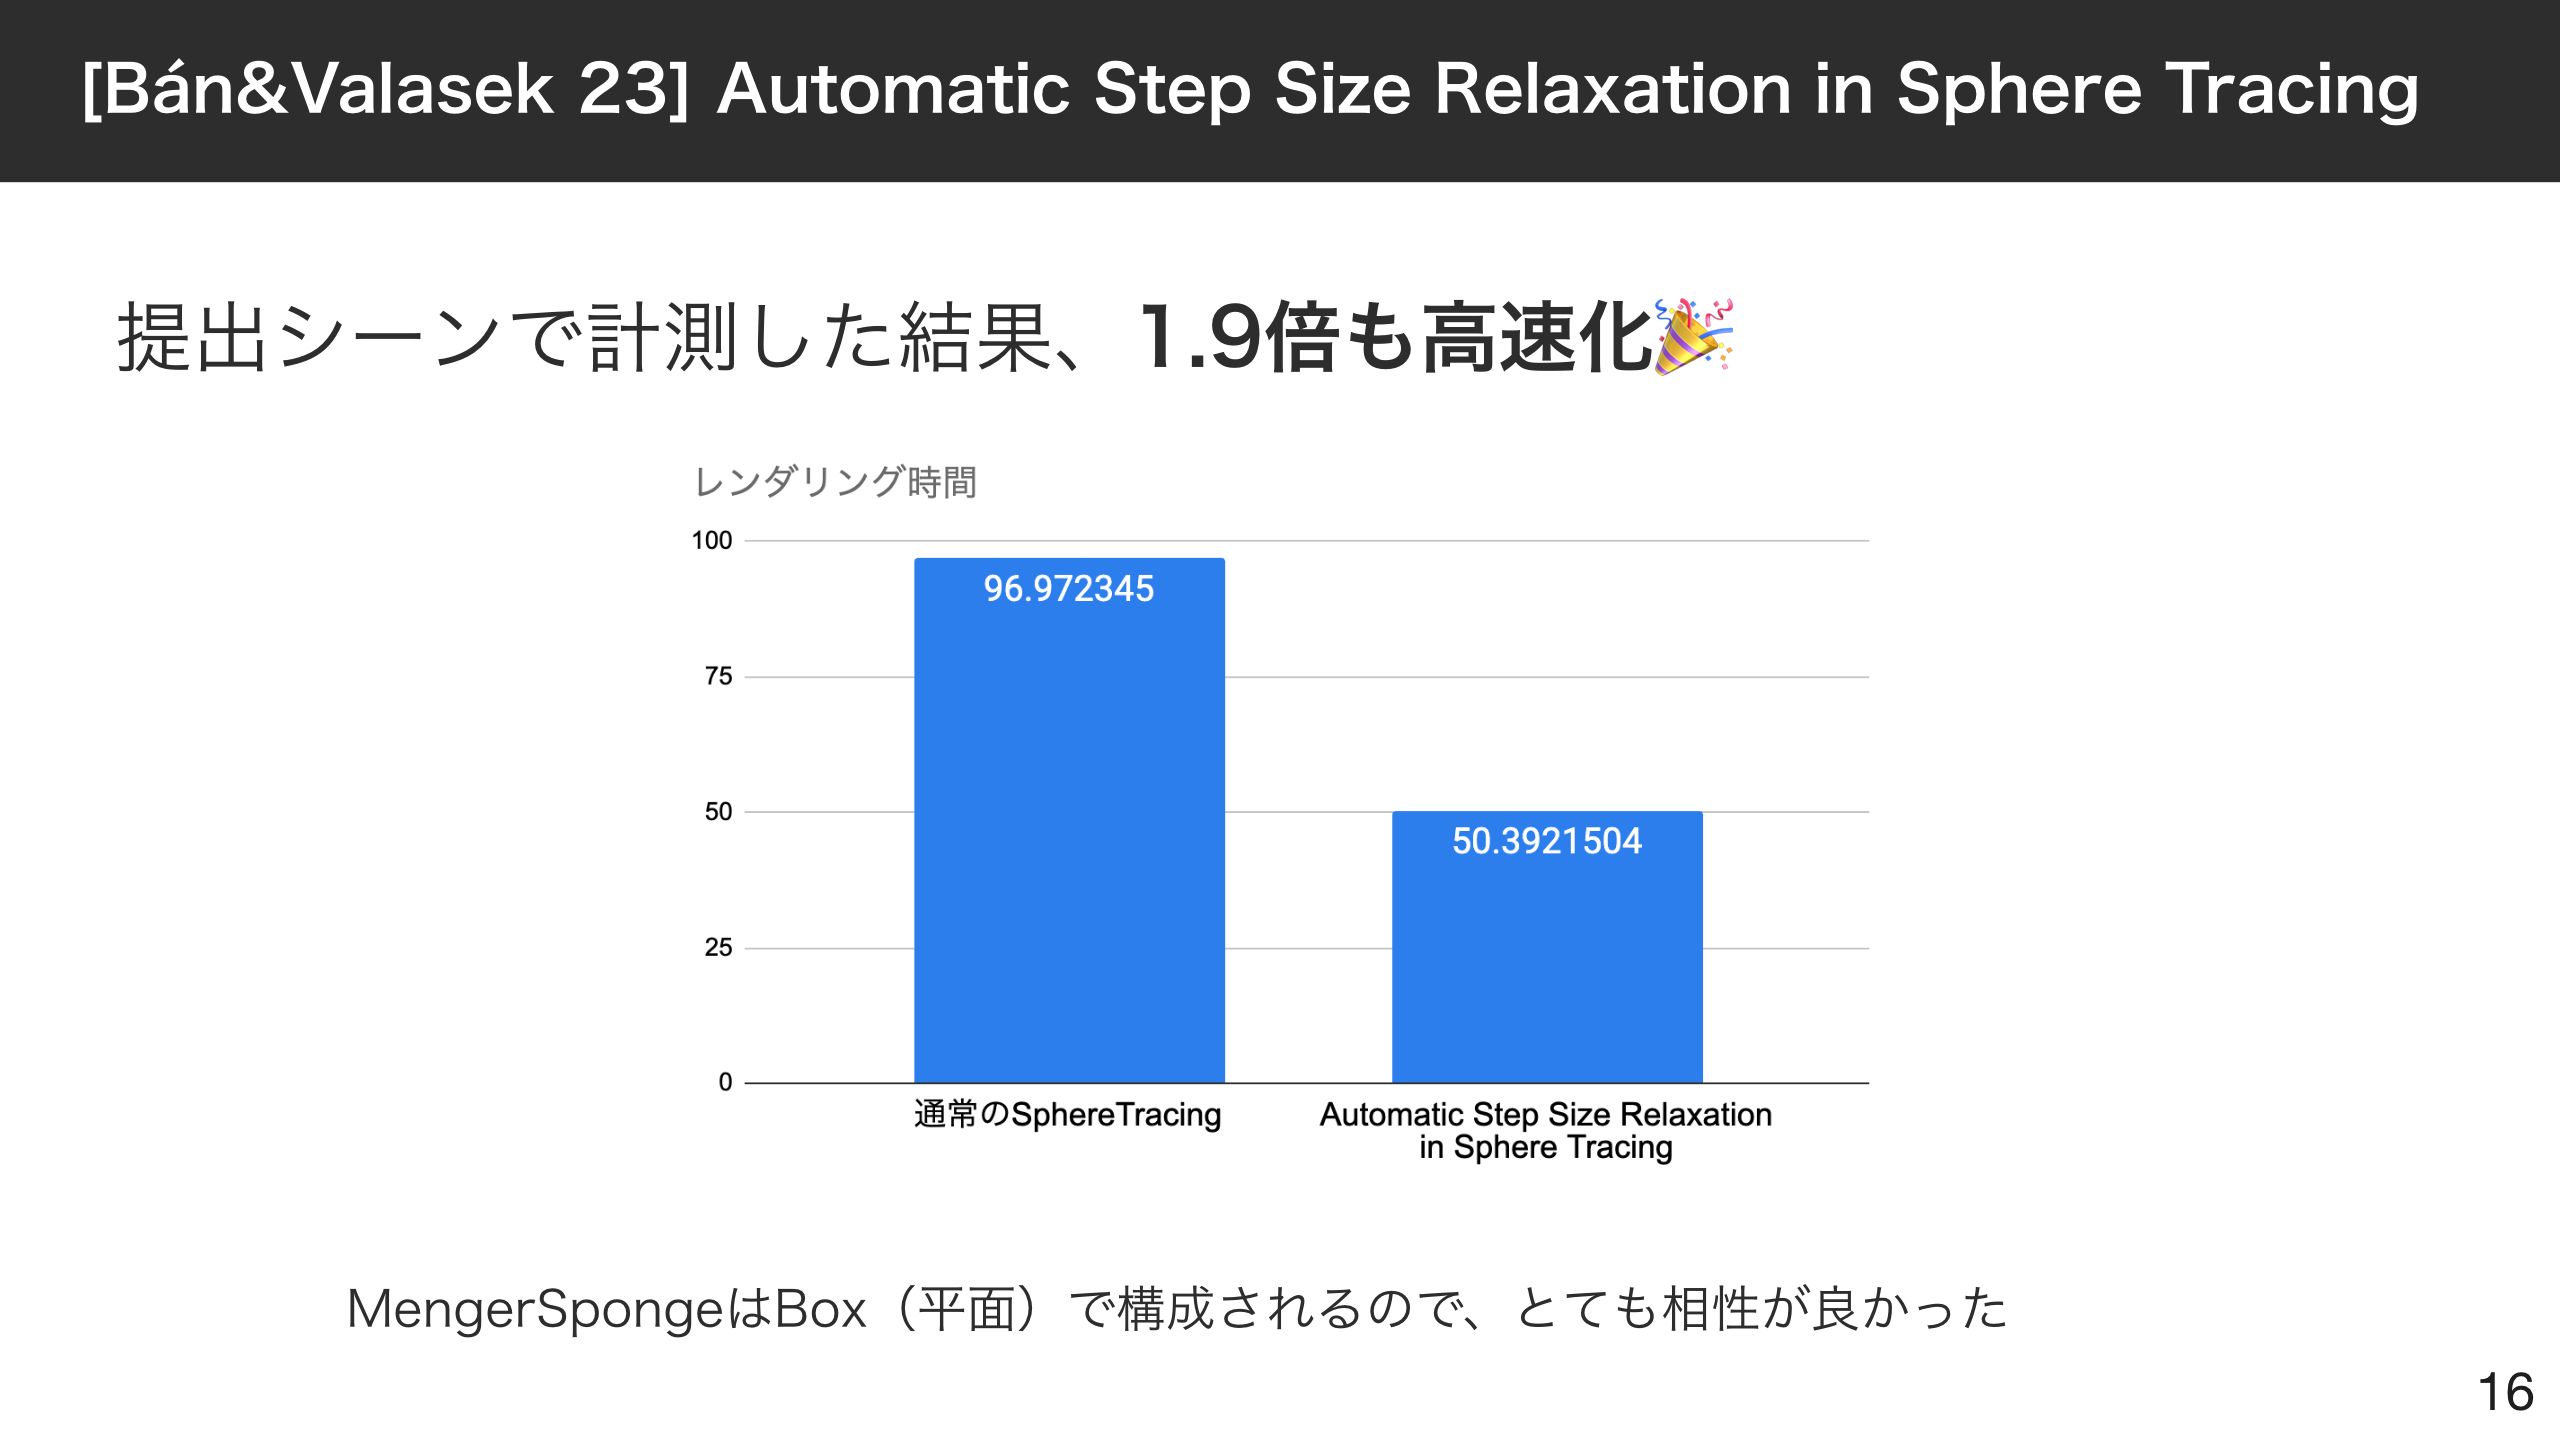 [Bán&Valasek 23] Automatic Step Size Relaxation in Sphere Tracing
提出シーンで計測した結果、1.9倍も高速化🎉
レンダリング時間
100
75
50
25
0
96.972345
50.3921504
通常のSphereTracing
Automatic Step Size Relaxation
in Sphere Tracing
MengerSpongeはBox（平面）で構成されるので、とても相性が良かった
16